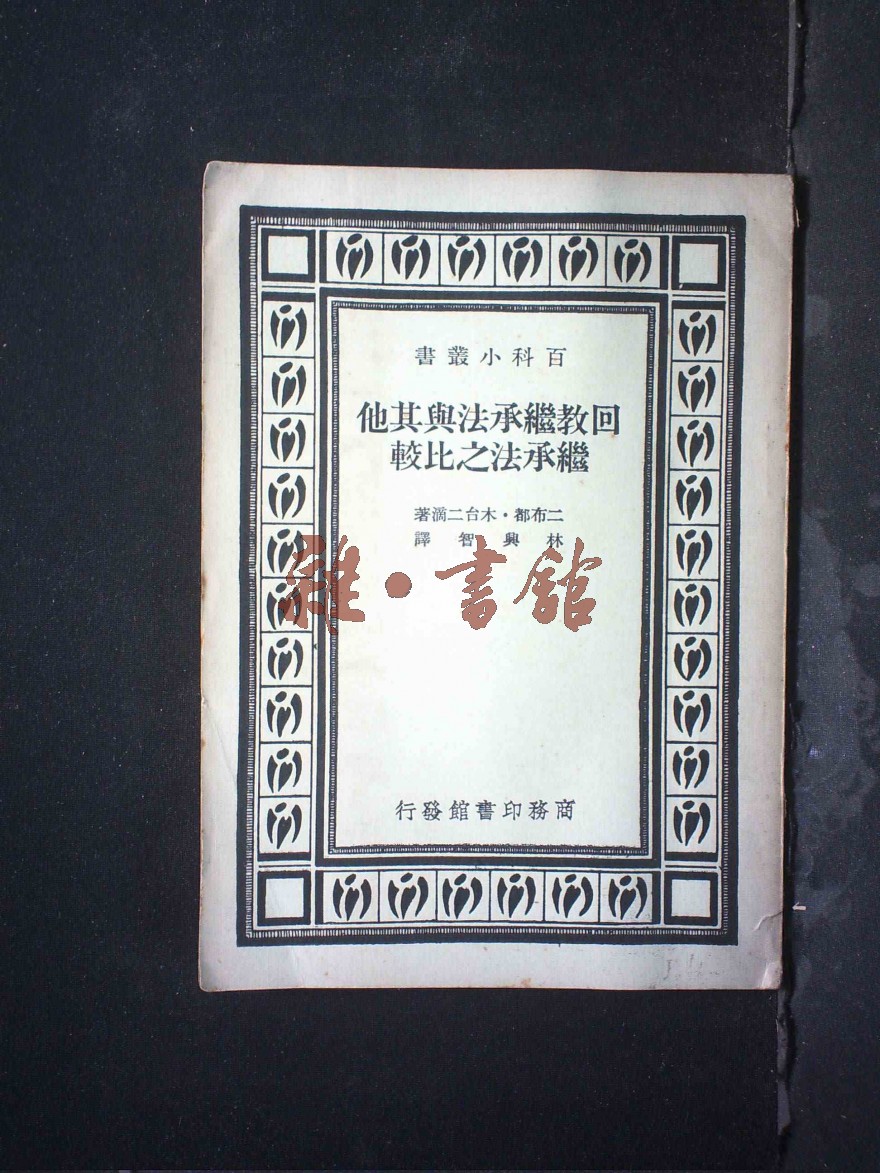 百科小叢書
回教繼承法與其他
繼承法之比較
二布都・木台二滴著
林興智譯
雜・書舘
商務印書館發行